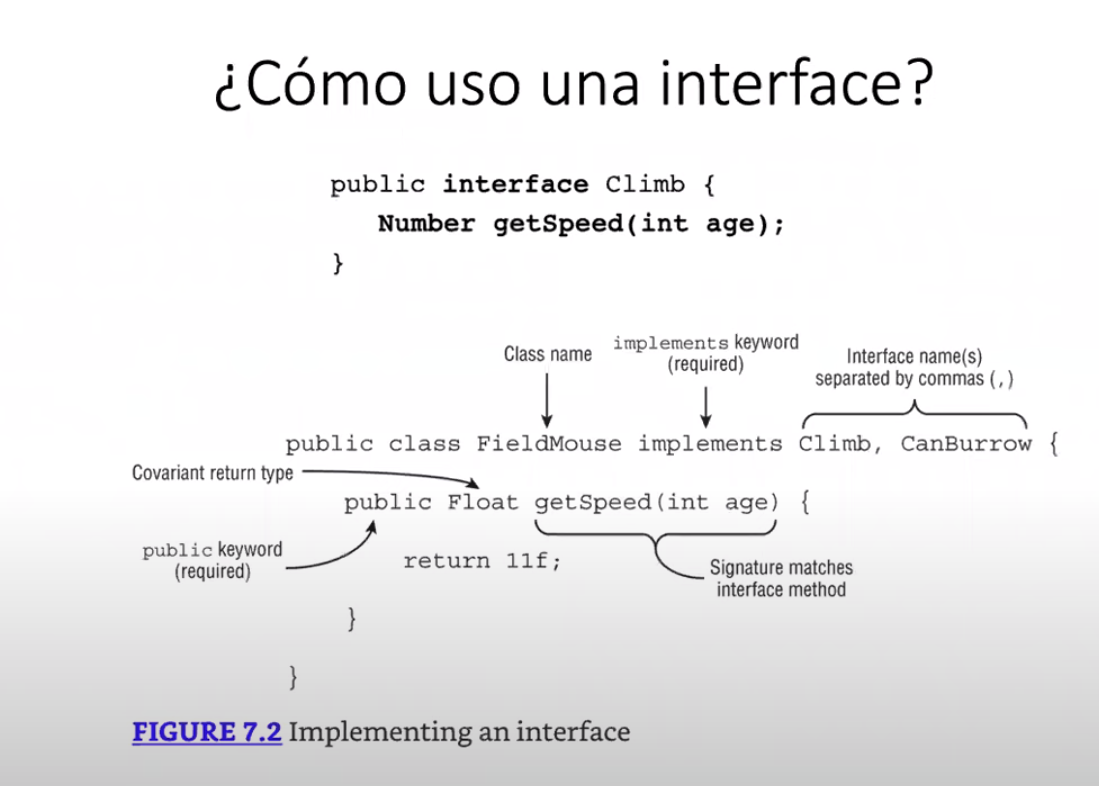 ¿Cómo uso una interface?
public interface Climb {
Number getSpeed(int age);
}
Class name
implements keyword
(required)
Interface name(s)
separated by commas (,)
public class FieldMouse implements Climb, CanBurrow {
Covariant return type
public Float getSpeed(int age) {
public keyword
(required)
return 11f;
Signature matches
interface method
}
}
FIGURE 7.2 Implementing an interface